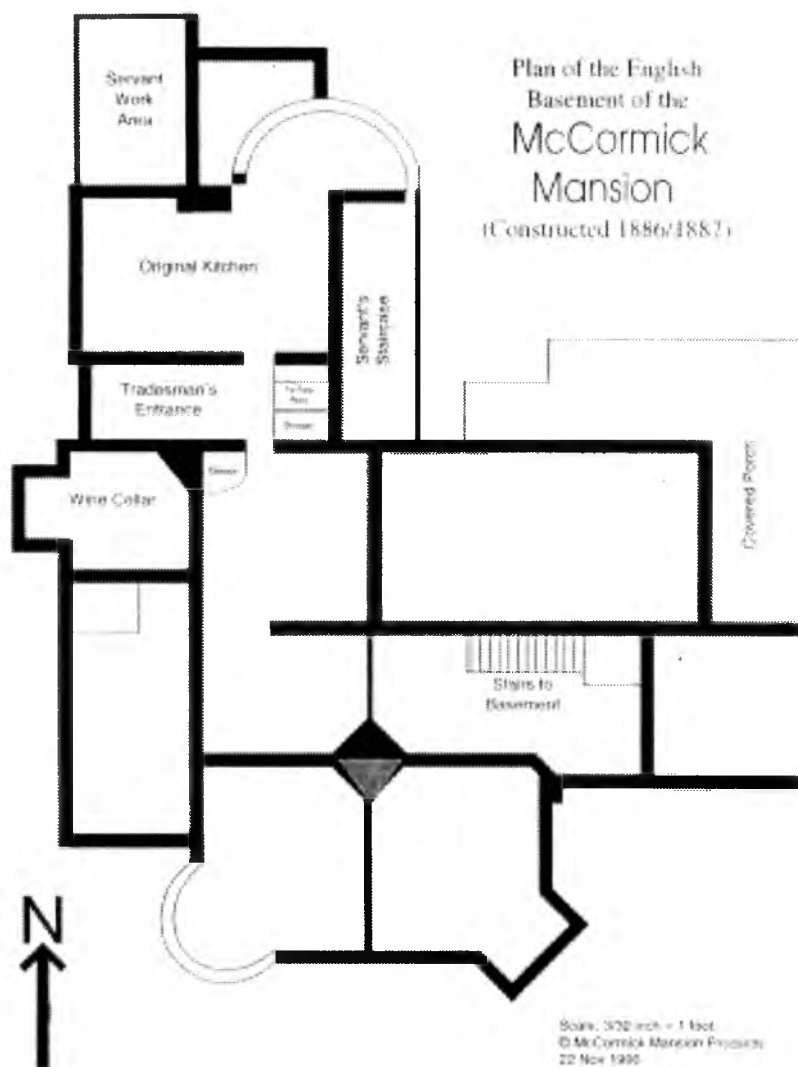 Plan of the English
Basement of the
McCormick
Mansion
(Constructed 1886/1887)
Servant
Work
Area
Original Kitchen
Servant's
Staircase
Tradesman's
Entrance
Storage
Wine Cellar
Covered Porch
Stairs to
Basement
N
Scale: 3/32 inch = 1 foot
© McCormick Mansion Products
22 Nov